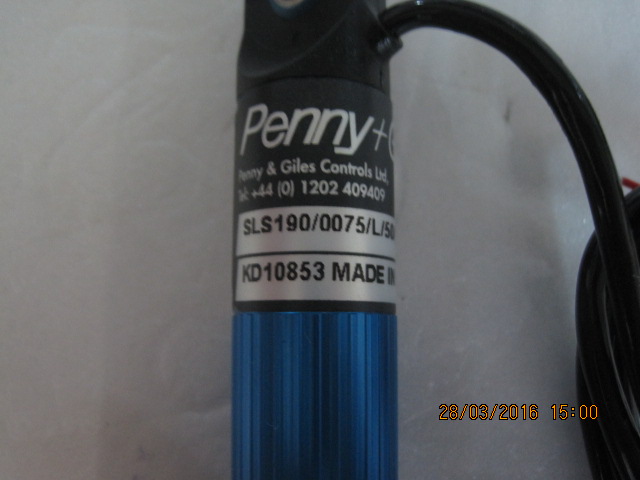 Penny+
Penny & Giles Controls Ltd,
Tel: +44 (0) 1202 409409
SLS190/0075/L/50
KD10853 MADE IN
28/03/2016 15:00